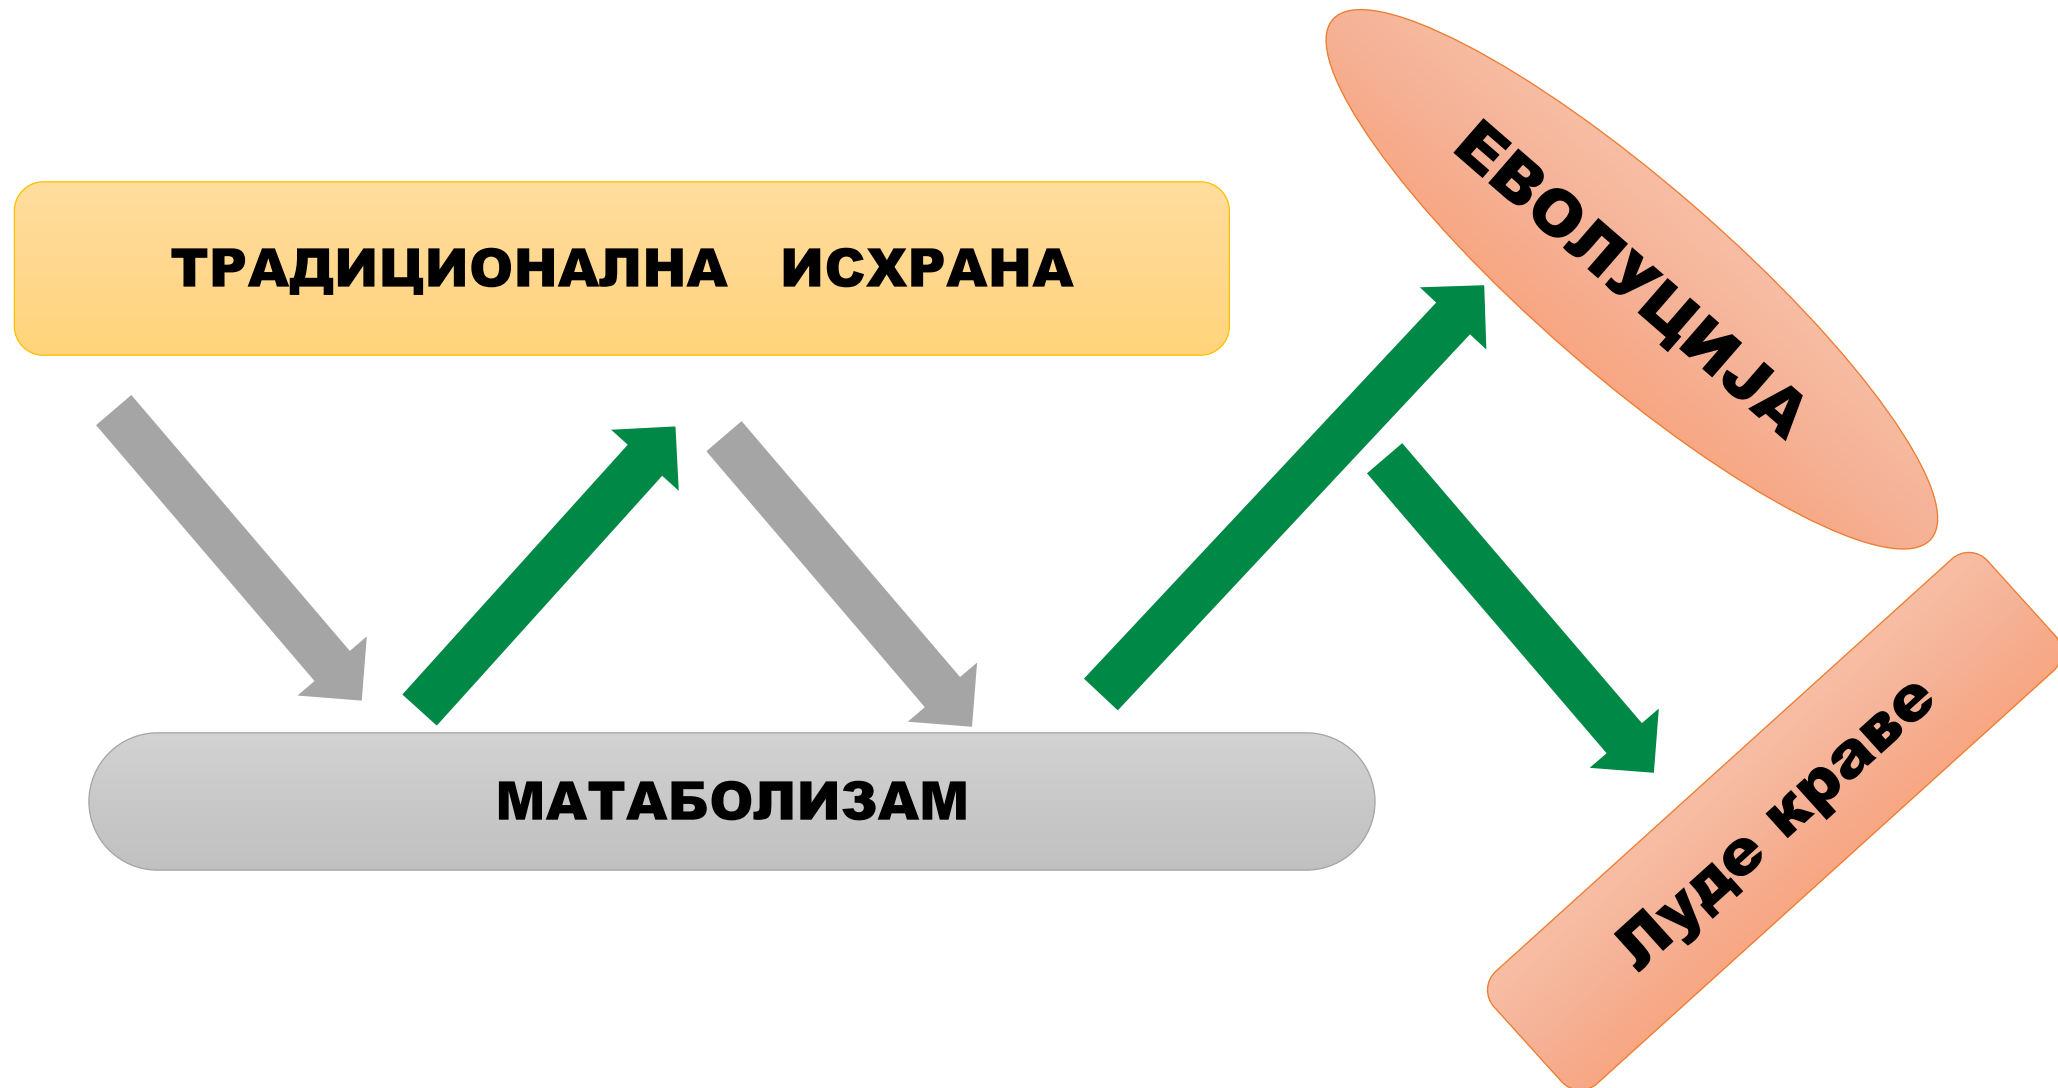 ЕВОЛУЦИЈА
ТРАДИЦИОНАЛНА ИСХРАНА
МАТАБОЛИЗАМ
Луде краве